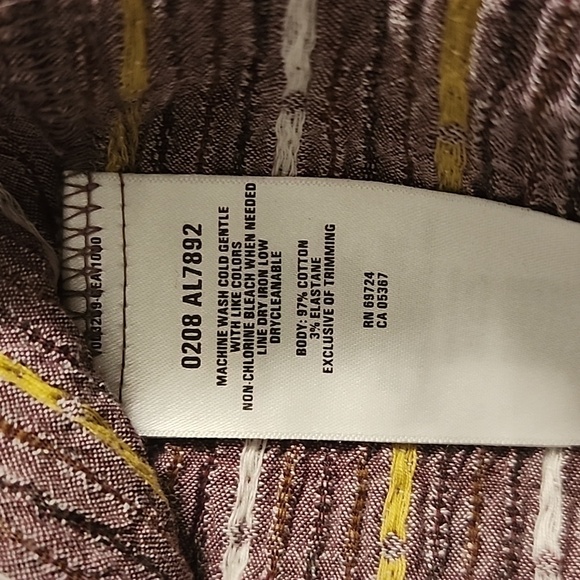 0208 AL7892
MACHINE WASH COLD GENTLE
WITH LIKE COLORS
NON-CHLORINE BLEACH WHEN NEEDED
LINE DRY IRON LOW
DRYCLEANABLE
BODY: 97% COTTON
3% ELASTANE
EXCLUSIVE OF TRIMMING
RN 69724
CA 05367